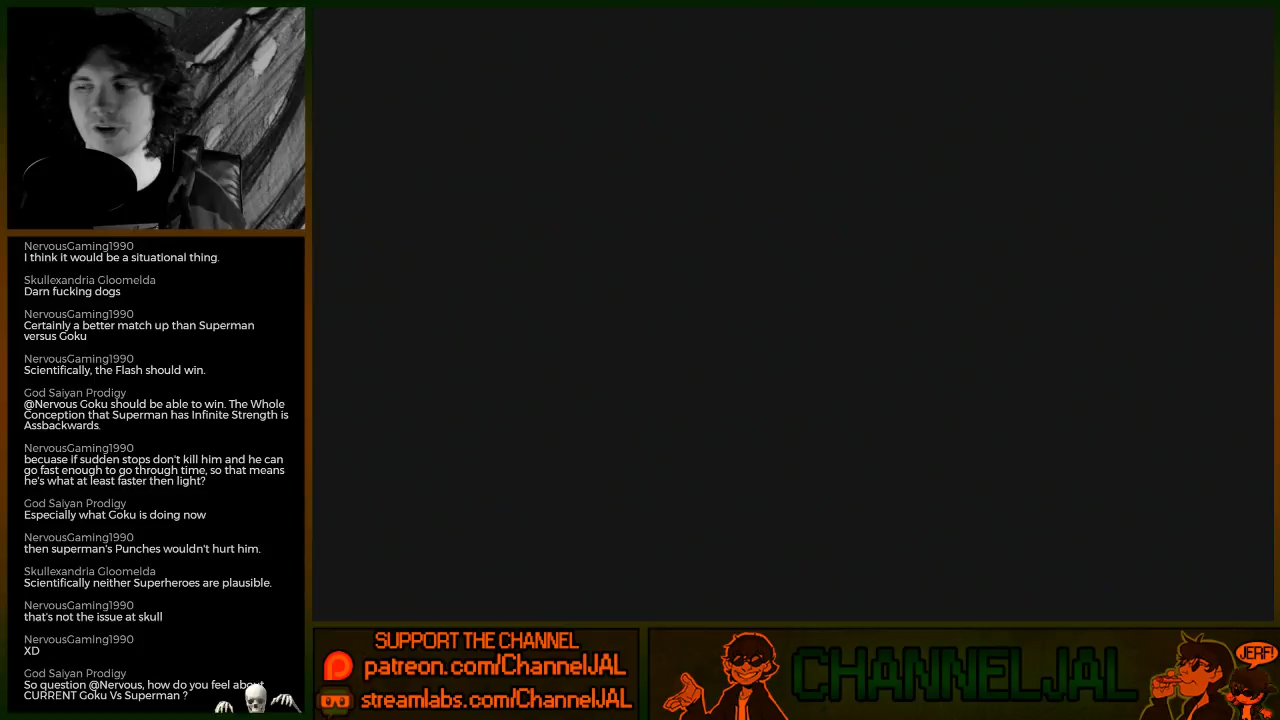 NervousGaming1990
I think it would be a situational thing.
Skullexandria Gloomelda
Darn fucking dogs
NervousGaming1990
Certainly a better match up than Superman
versus Goku
NervousGaming1990
Scientifically, the Flash should win.
God Saiyan Prodigy
@Nervous Goku should be able to win. The Whole
Conception that Superman has Infinite Strength is
Assbackwards.
NervousGaming1990
becuase if sudden stops don't kill him and he can
go fast enough to go through time, so that means
he's what at least faster then light?
God Saiyan Prodigy
Especially what Goku is doing now
NervousGaming1990
then superman's Punches wouldn't hurt him.
Skullexandria Gloomelda
Scientifically neither Superheroes are plausible.
NervousGaming1990
that's not the issue at skull
NervousGaming1990
XD
God Saiyan Prodigy
So question @Nervous, how do you feel about
CURRENT Goku Vs Superman ?
SUPPORT THE CHANNEL
patreon.com/ChannelJAL
streamlabs.com/ChannelJAL
CHANNELJAL
JERF!